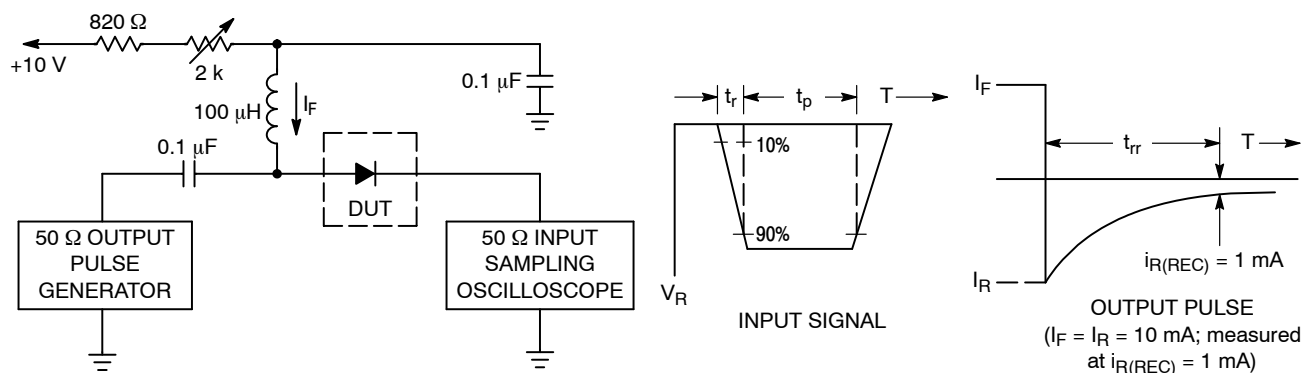 820 Ω
+10 V
2 k
100 µH
I_F
0.1 µF
0.1 µF
DUT
50 Ω OUTPUT
PULSE
GENERATOR
50 Ω INPUT
SAMPLING
OSCILLOSCOPE
t_r
t_p
T
10%
90%
V_R
INPUT SIGNAL
I_F
t_rr
T
i_R(REC) = 1 mA
I_R
OUTPUT PULSE
(I_F = I_R = 10 mA; measured
at i_R(REC) = 1 mA)